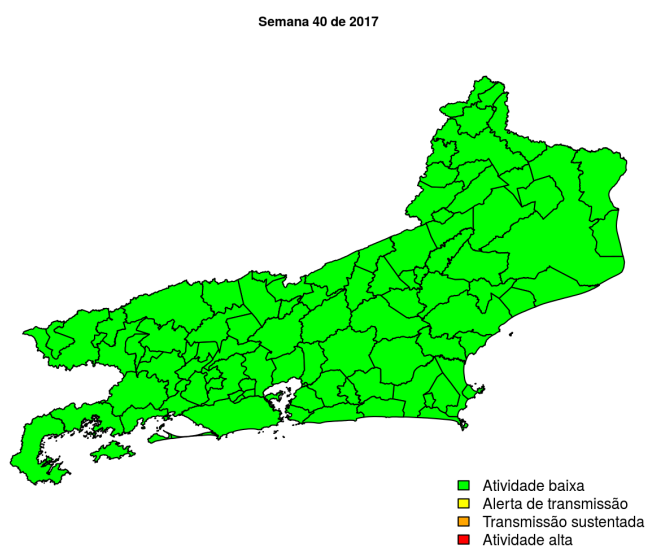 Semana 40 de 2017
Atividade baixa
Alerta de transmissão
Transmissão sustentada
Atividade alta